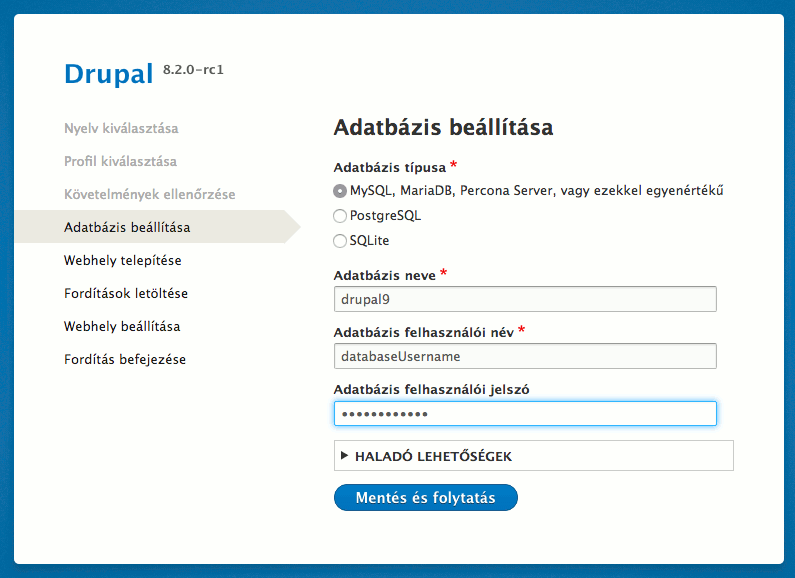 Drupal 8.2.0-rc1
Nyelv kiválasztása
Profil kiválasztása
Követelmények ellenőrzése
Adatbázis beállítása
Webhely telepítése
Fordítások letöltése
Webhely beállítása
Fordítás befejezése
Adatbázis beállítása
Adatbázis típusa *
MySQL, MariaDB, Percona Server, vagy ezekkel egyenértékű
PostgreSQL
SQLite
Adatbázis neve *
drupal9
Adatbázis felhasználói név *
databaseUsername
Adatbázis felhasználói jelszó
••••••••••••
HALADÓ LEHETŐSÉGEK
Mentés és folytatás